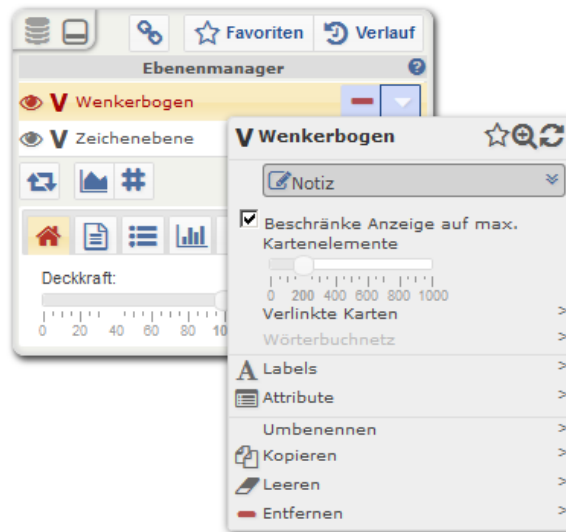 Favoriten
Verlauf
Ebenenmanager
V Wenkerbogen
V Zeichenebene
Deckkraft:
0 20 40 60 80
V Wenkerbogen
Notiz
Beschränke Anzeige auf max.
Kartenelemente
0 200 400 600 800 1000
Verlinkte Karten >
Wörterbuchnetz >
A Labels >
Attribute >
Umbenennen >
Kopieren >
Leeren >
Entfernen >